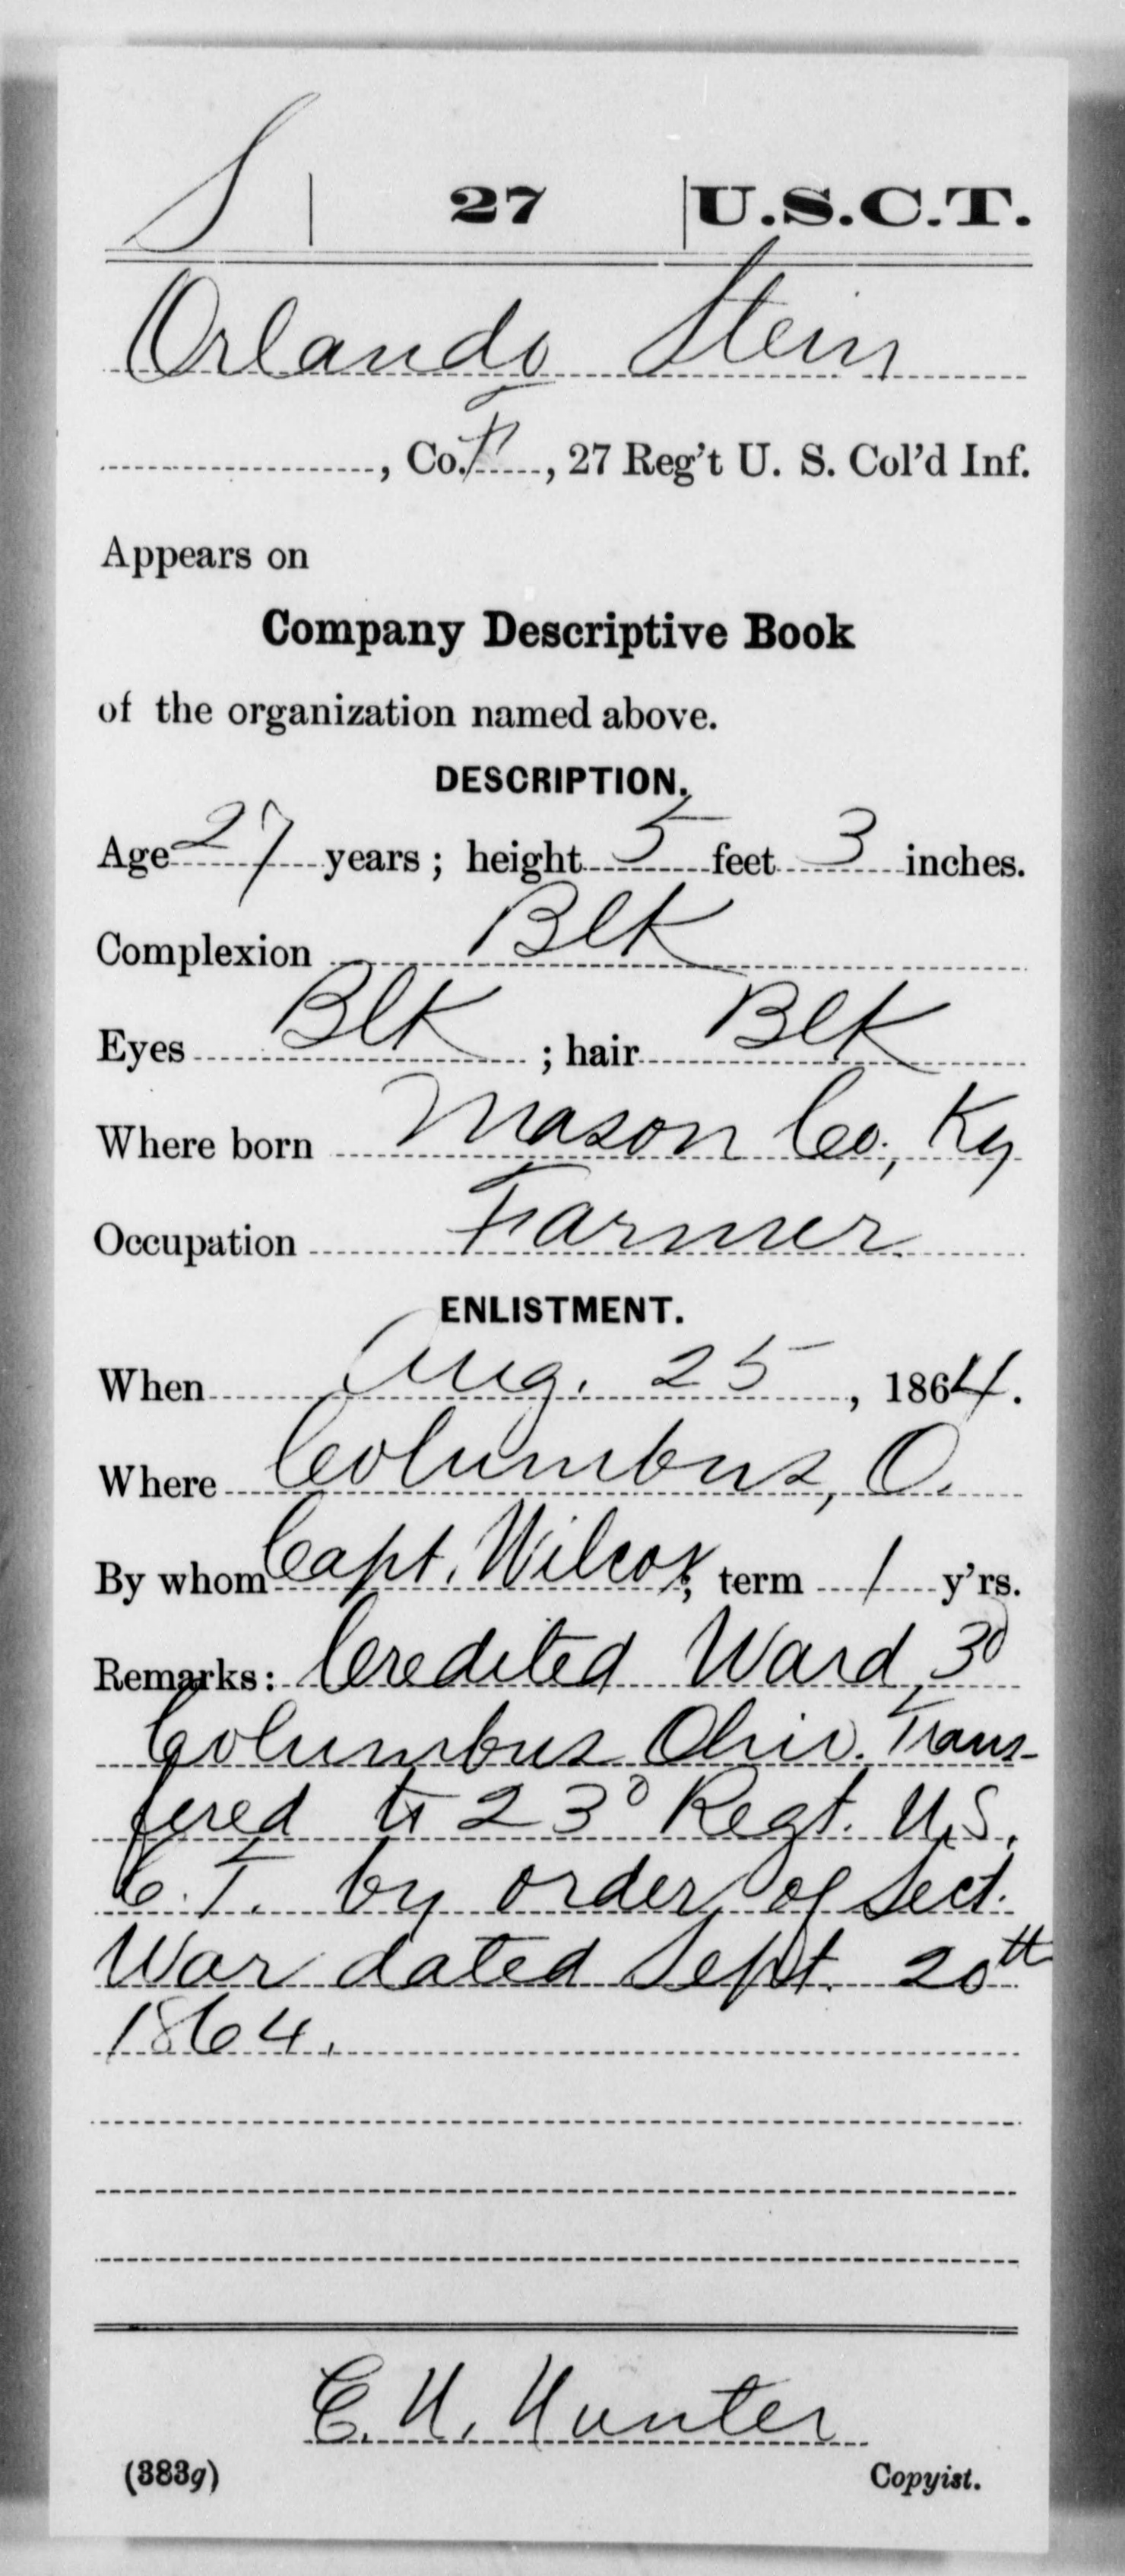 S | 27 | U.S.C.T.
Orlando Stein
, Co. F, 27 Reg't U. S. Col'd Inf.
Appears on
Company Descriptive Book
of the organization named above.
DESCRIPTION.
Age 27 years; height 5 feet 3 inches.
Complexion Blk
Eyes Blk; hair Blk
Where born Mason Co., Ky
Occupation Farmer
ENLISTMENT.
When Aug. 25, 1864.
Where Columbus, O.
By whom Capt. Wilcox; term 1 y'rs.
Remarks: Credited Ward 3d
Columbus Ohio. Trans-
fered to 23d Regt. U.S.
C.T. by order of Sect.
War dated Sept. 20th
1864.
C. H. Hunter
(383g) Copyist.